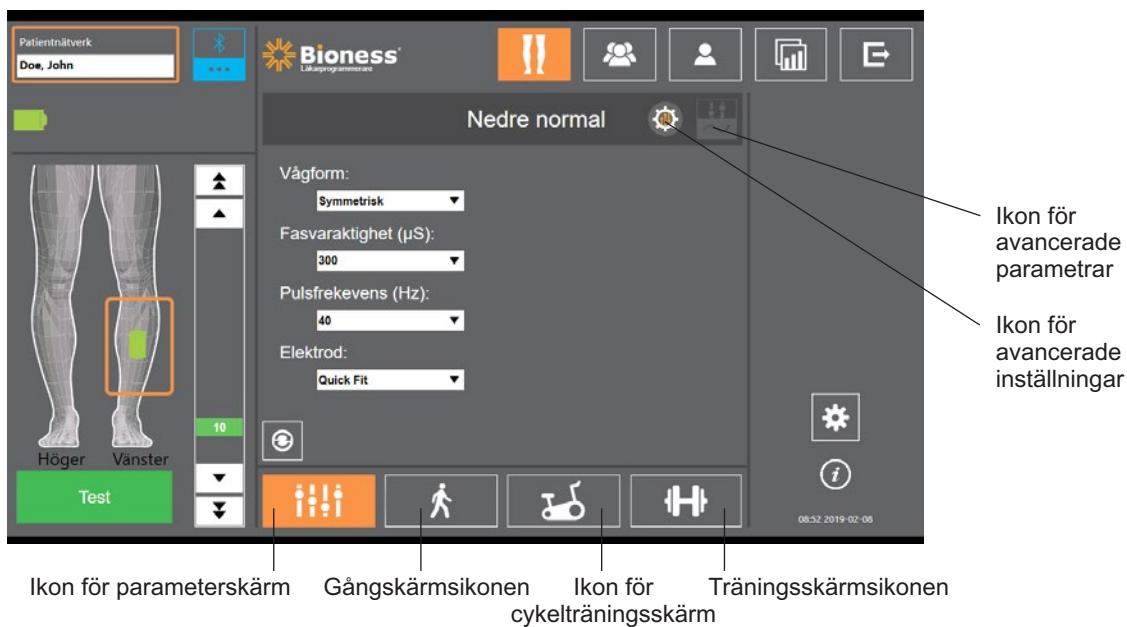 Patientnätverk
Doe, John
Bioness
Läkarprogrammerare
Nedre normal
Vågform:
Symmetrisk
Fasvaraktighet (µS):
300
Pulsfrekevens (Hz):
40
Elektrod:
Quick Fit
10
Höger Vänster
Test
i
08:52 2019-02-08
Ikon för
avancerade
parametrar
Ikon för
avancerade
inställningar
Ikon för parameterskärm
Gångskärmsikonen
Ikon för
cykelträningsskärm
Träningsskärmsikonen